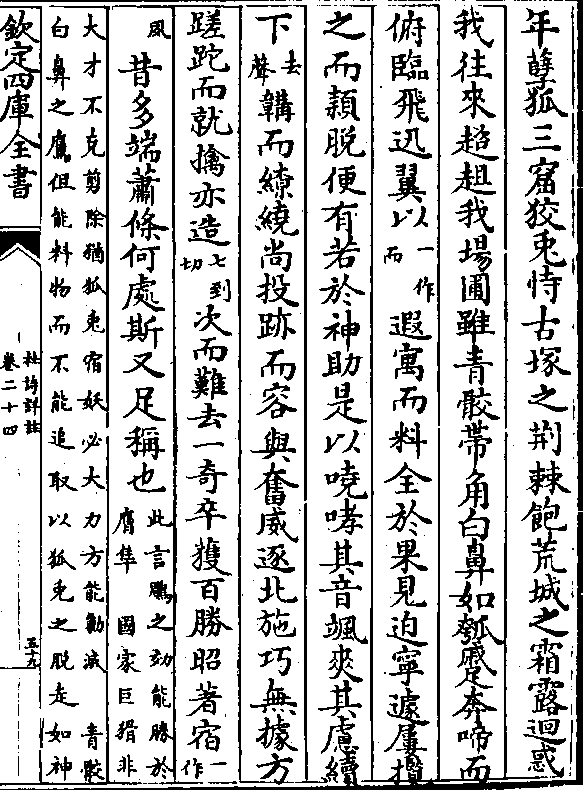 年孽狐三窟狡兎恃古塚之荆棘飽荒城之霜露迴惑
我往來趦趄我場圃雖青骹帶角白鼻如瓠蹙奔蹄而
俯臨飛迅翼以一作而遐寓而料全於果見迫寧遽屢攬
之而穎脱便有若於神助是以嘵哮其音颯爽其慮續
下去聲韝而繚繞尚投跡而容與奮威逐北施巧無據方
蹉跎而就擒亦造七到切次而難去一奇卒獲百勝昭著宿一作
夙昔多端蕭條何處斯又足稱也此言鵰之効能勝於鷹隼 國家巨猾非
大才不克剪除猶狐兎宿妖必大力方能勦滅 青骹
白鼻之鷹但能料物而不能追取以狐兎之脱走如神
欽定四庫全書
杜詩詳註
卷二十四
五十九